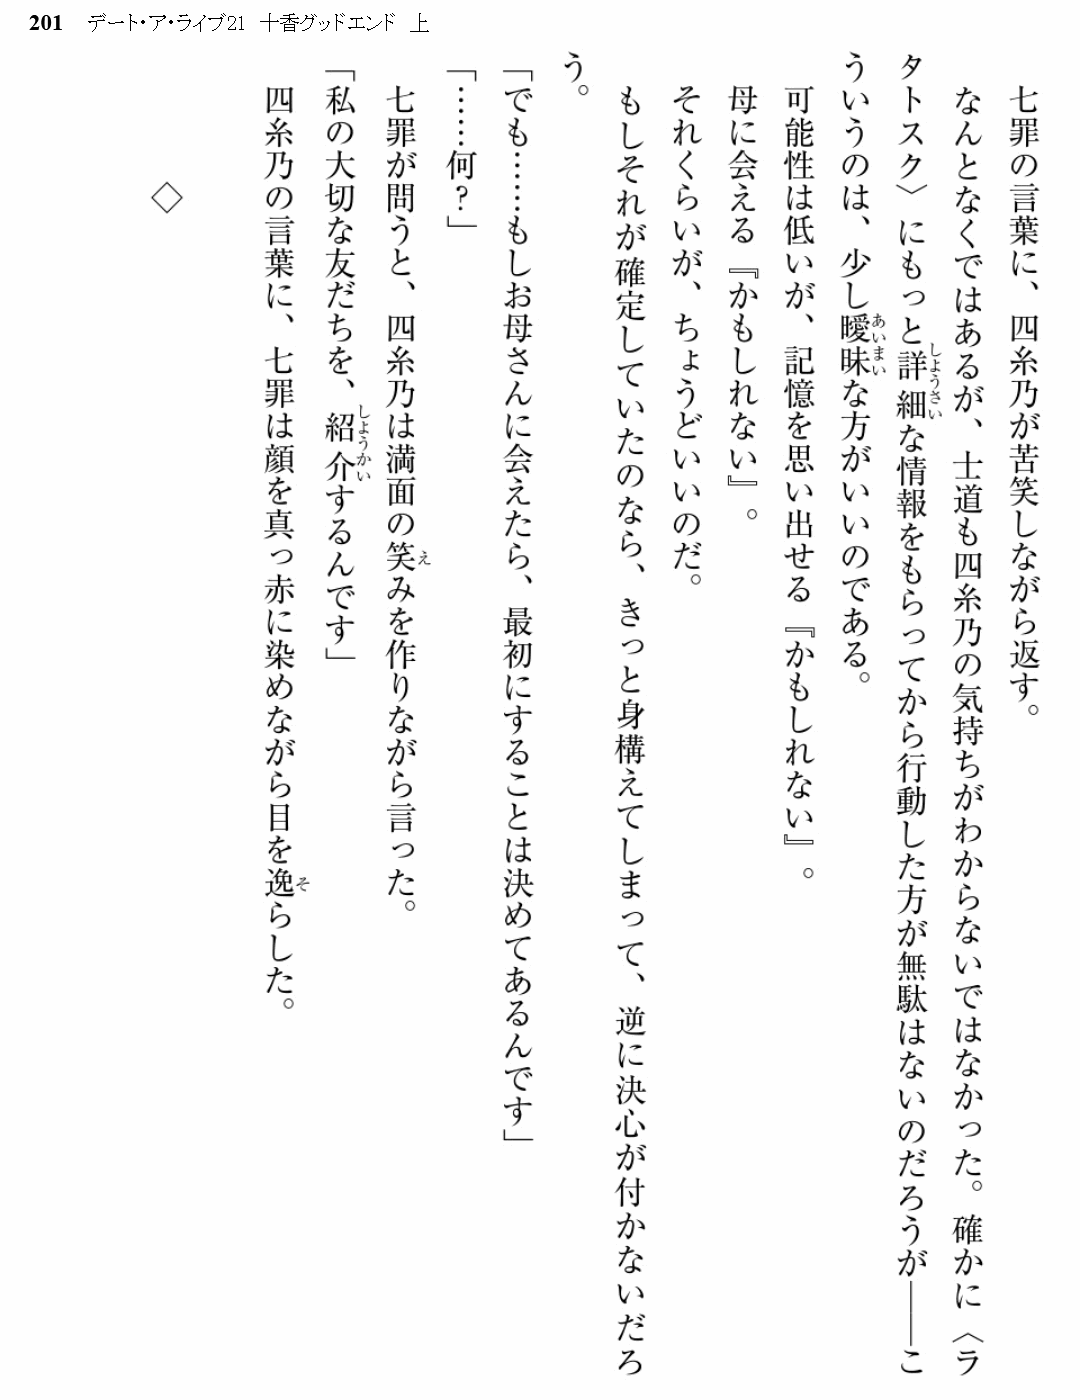 201 デート・ア・ライブ21 十香グッドエンド 上
七罪の言葉に、四糸乃が苦笑しながら返す。
なんとなくではあるが、士道も四糸乃の気持ちがわからないではなかった。確かに〈ラ
タトスク〉にもっと詳細な情報をもらってから行動した方が無駄はないのだろうが――こ
ういうのは、少し曖昧な方がいいのである。
可能性は低いが、記憶を思い出せる『かもしれない』。
母に会える『かもしれない』。
それくらいが、ちょうどいいのだ。
もしそれが確定していたのなら、きっと身構えてしまって、逆に決心が付かないだろ
う。
「でも……もしお母さんに会えたら、最初にすることは決めてあるんです」
「……何？」
七罪が問うと、四糸乃は満面の笑みを作りながら言った。
「私の大切な友だちを、紹介するんです」
四糸乃の言葉に、七罪は顔を真っ赤に染めながら目を逸らした。
◇